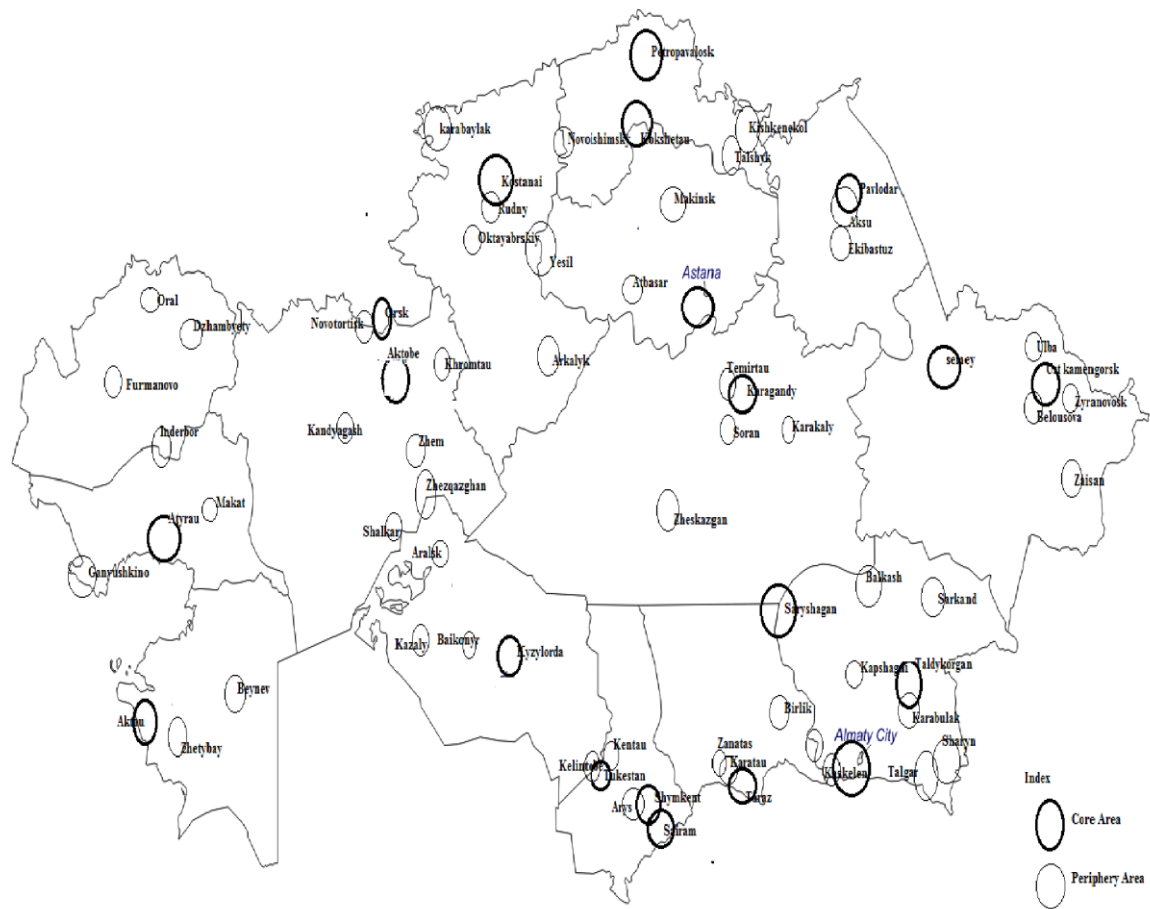 Petropavalosk
karabaylak
Novoishimsky
Kokshetau
Kishkenekol
Talshyk
Kostanai
Pavlodar
Rudny
Makinsk
Aksu
Oktayabrskiy
Yesil
Ekibastuz
Astana
Atbasar
Oral
Dzhambyety
Novotortisk
Orsk
Aktobe
Khromtau
Arkalyk
Temirtau
Karagandy
semey
Ulba
Ust kamengorsk
Zyranovosk
Belousova
Furmanovo
Kandyagash
Inderbor
Zhem
Soran
Karakaly
Zhezqazghan
Zaisan
Makat
Atyrau
Shalkar
Zheskazgan
Aralsk
Ganyushkino
Balkash
Sarkand
Saryshagan
Kazaly
Baikonyr
Kyzylorda
Kapshagai
Taldykorgan
Beynev
Birlik
Karabulak
Aktau
Zhetybay
Almaty City
Sharyn
Kentau
Zanatas
Kelintobe
Karatau
Kaskelen
Talgar
Tukestan
Index
Arys
Shymkent
Taraz
Sairam
Core Area
Periphery Area